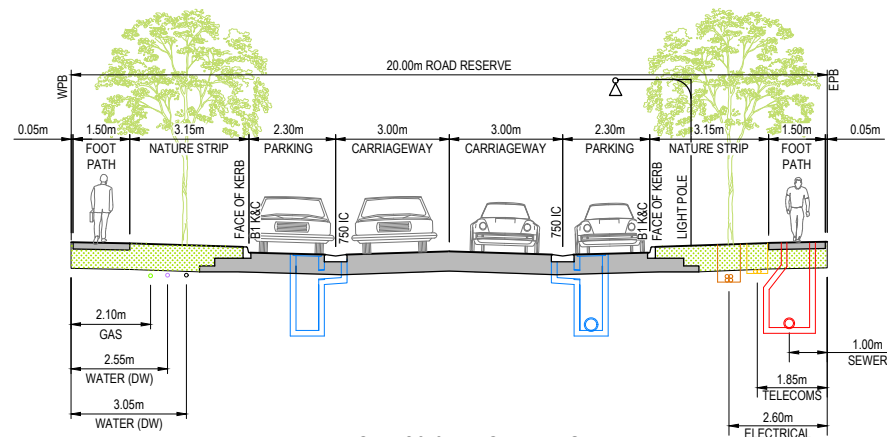 20.00m ROAD RESERVE
WPB
EPB
0.05m 1.50m 3.15m 2.30m 3.00m 3.00m 2.30m 3.15m 1.50m 0.05m
FOOT PATH NATURE STRIP PARKING CARRIAGEWAY CARRIAGEWAY PARKING NATURE STRIP FOOT PATH
FACE OF KERB
B1 K&C
750 IC
750 IC
B1 K&C
FACE OF KERB
LIGHT POLE
2.10m
GAS
2.55m
WATER (DW)
3.05m
WATER (DW)
1.00m
SEWER
1.85m
TELECOMS
2.60m
ELECTRICAL